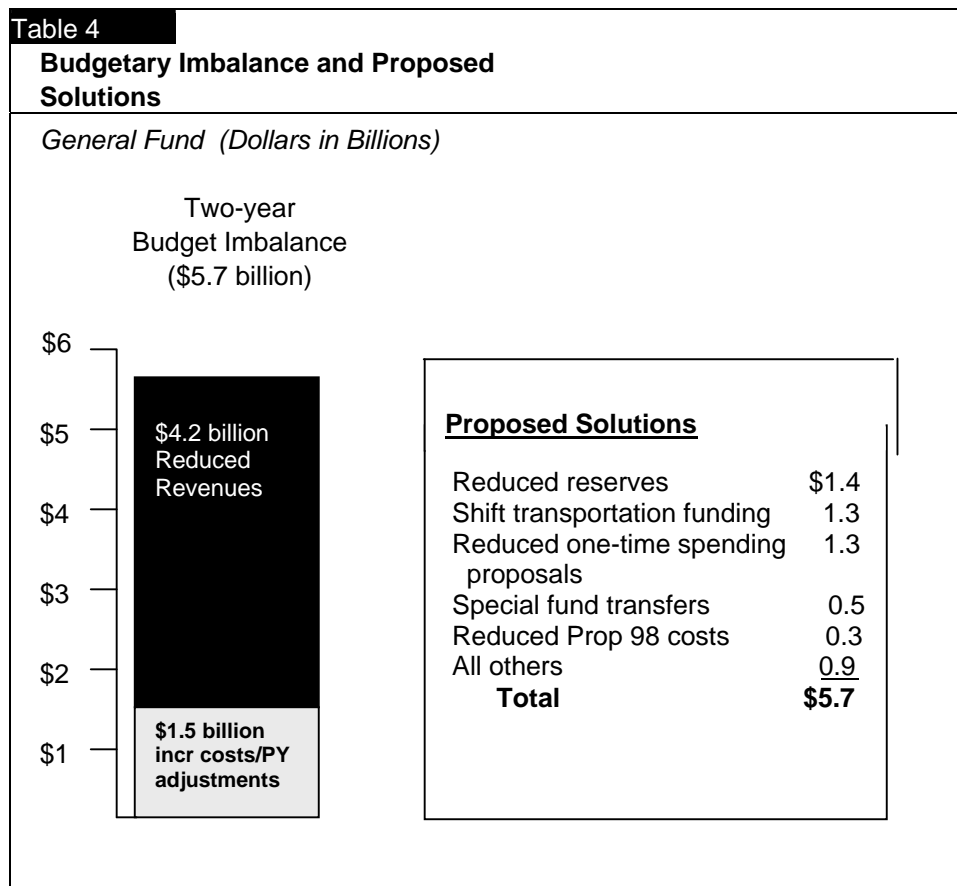 Table 4
Budgetary Imbalance and Proposed
Solutions
General Fund (Dollars in Billions)
Two-year
Budget Imbalance
($5.7 billion)
$6
$5
$4
$3
$2
$1
$4.2 billion
Reduced
Revenues
$1.5 billion
incr costs/PY
adjustments
Proposed Solutions
Reduced reserves $1.4
Shift transportation funding 1.3
Reduced one-time spending 1.3
proposals
Special fund transfers 0.5
Reduced Prop 98 costs 0.3
All others 0.9
Total $5.7